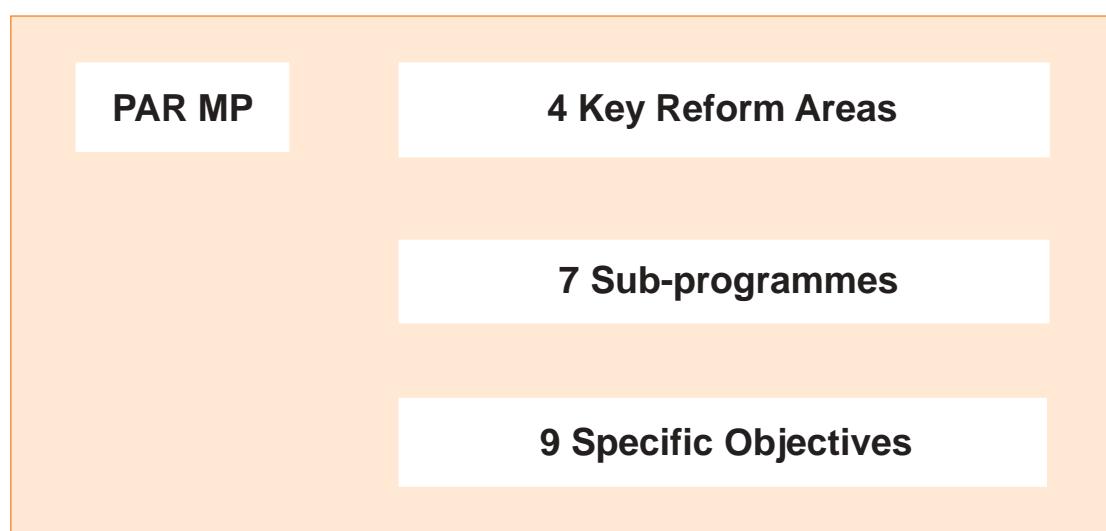 PAR MP
4 Key Reform Areas
7 Sub-programmes
9 Specific Objectives